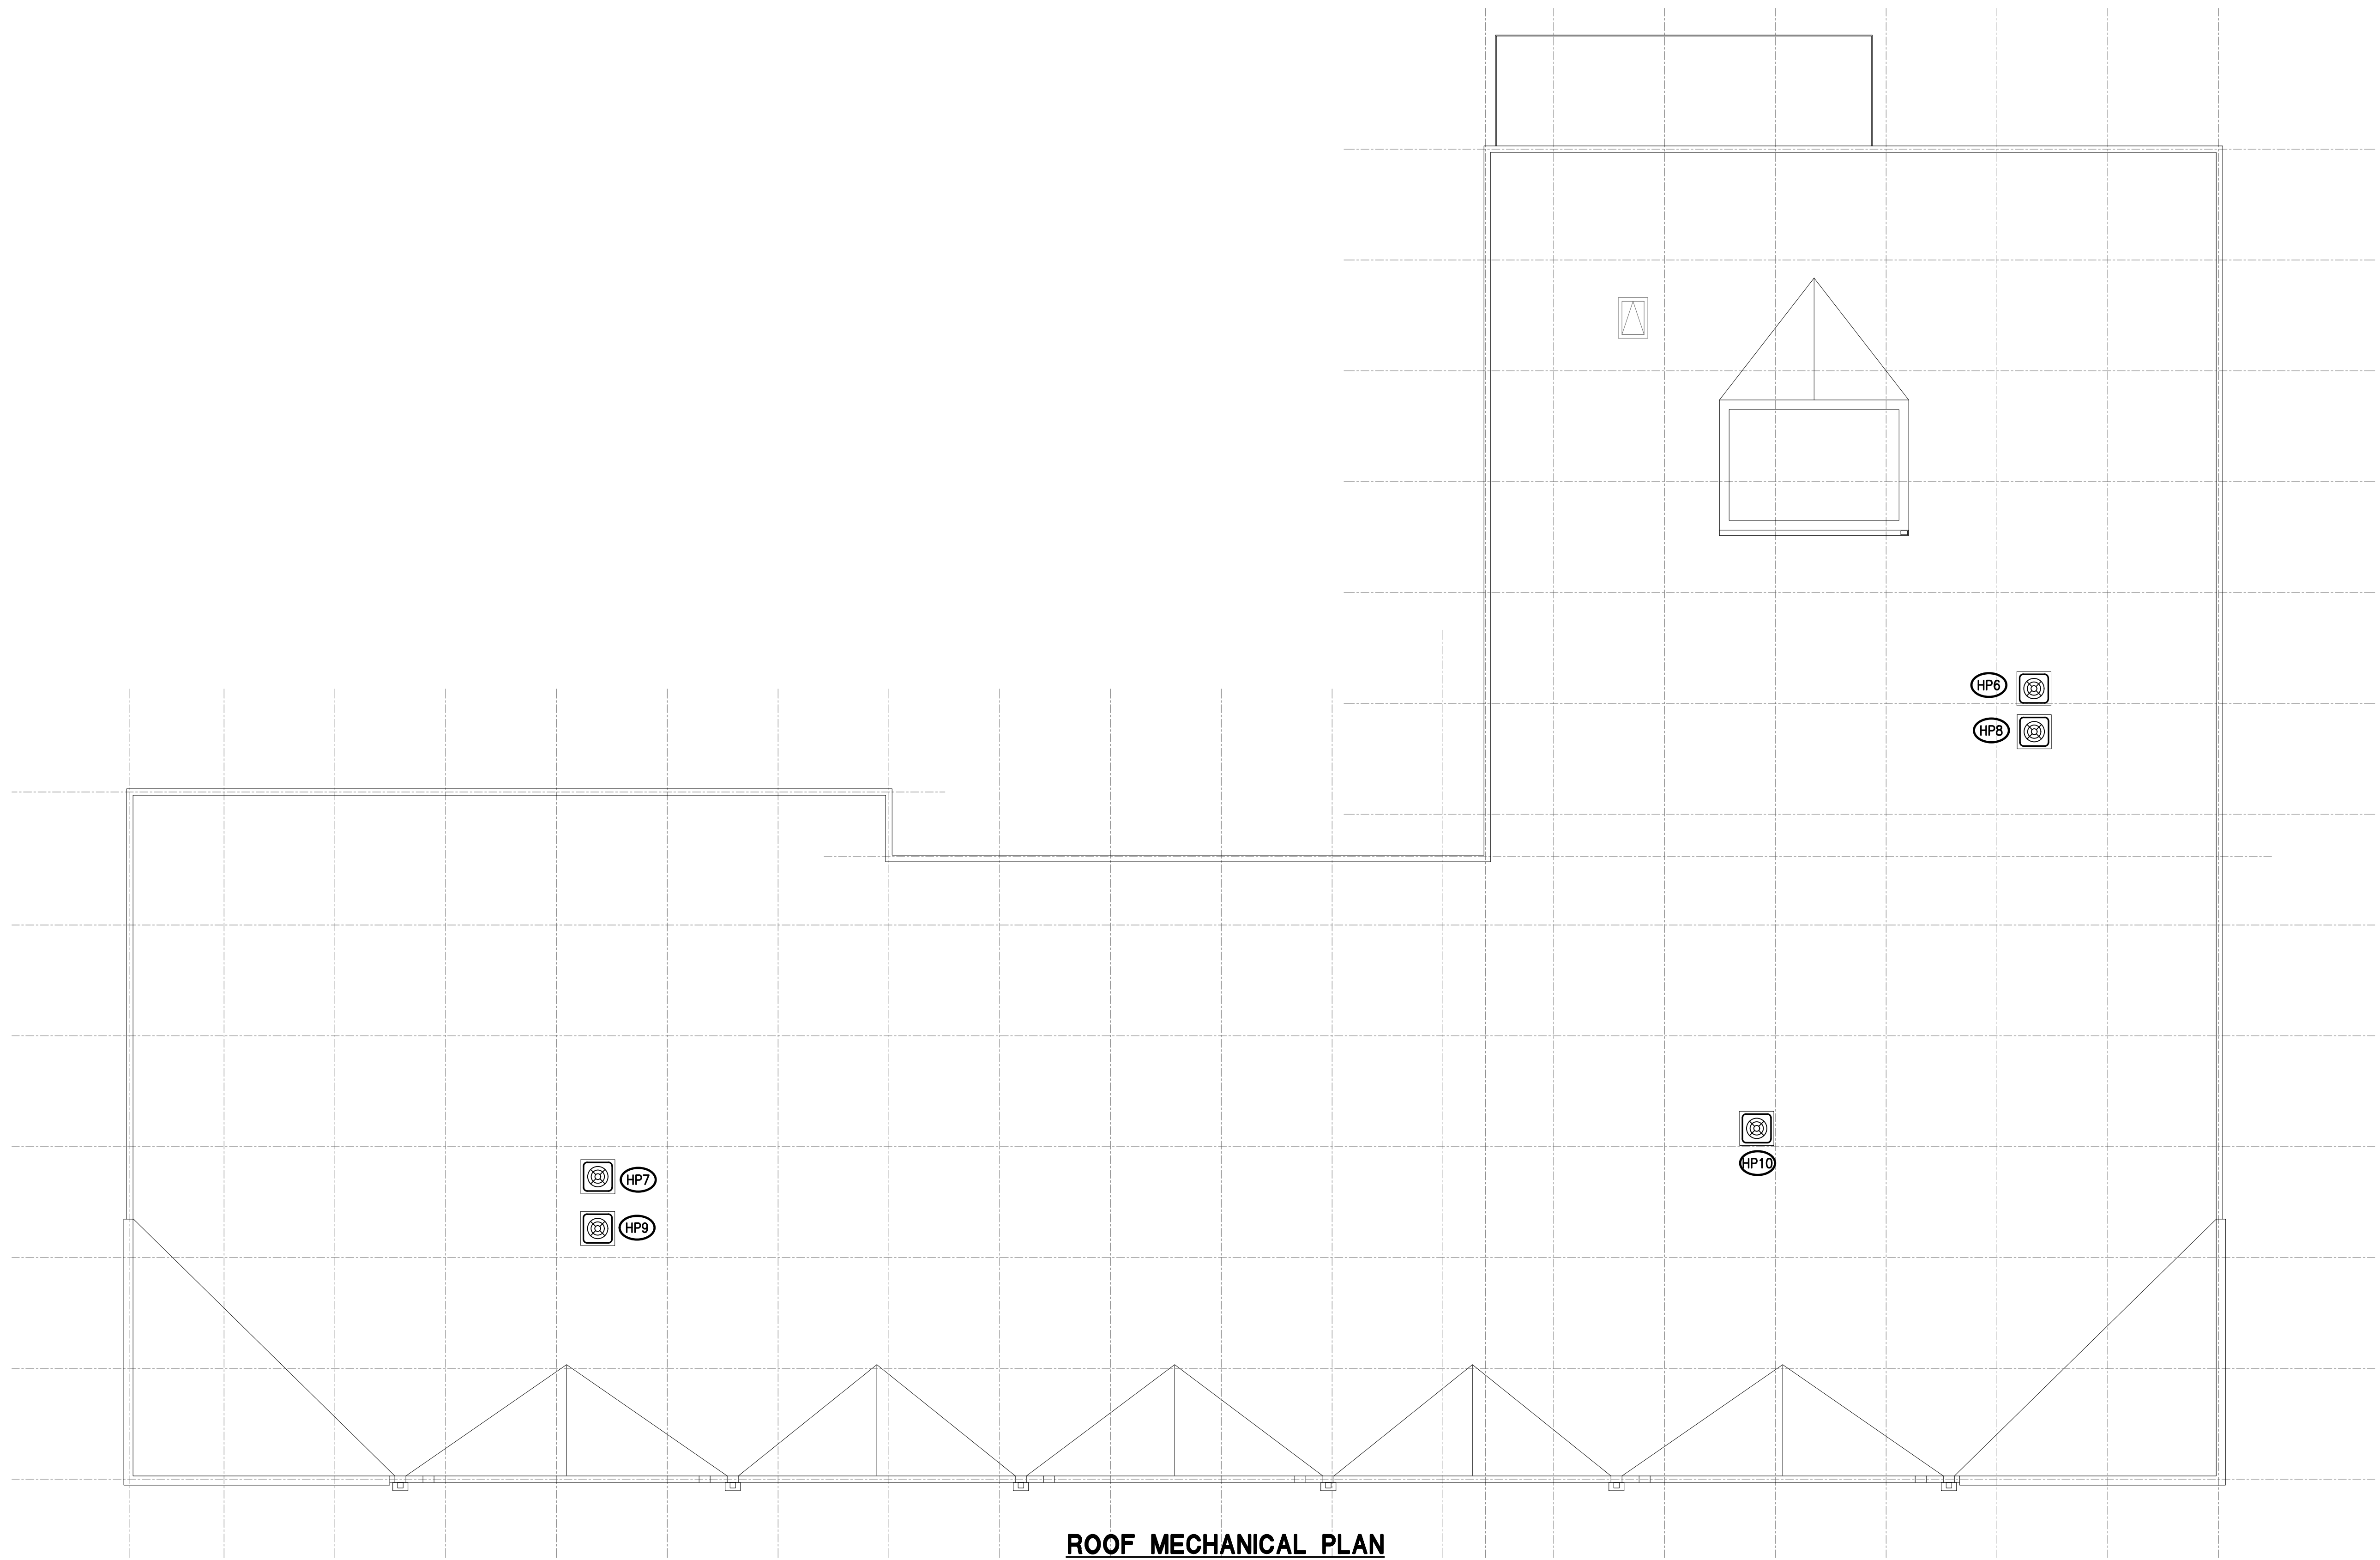 HP6
HP8
HP10
HP7
HP9
ROOF MECHANICAL PLAN